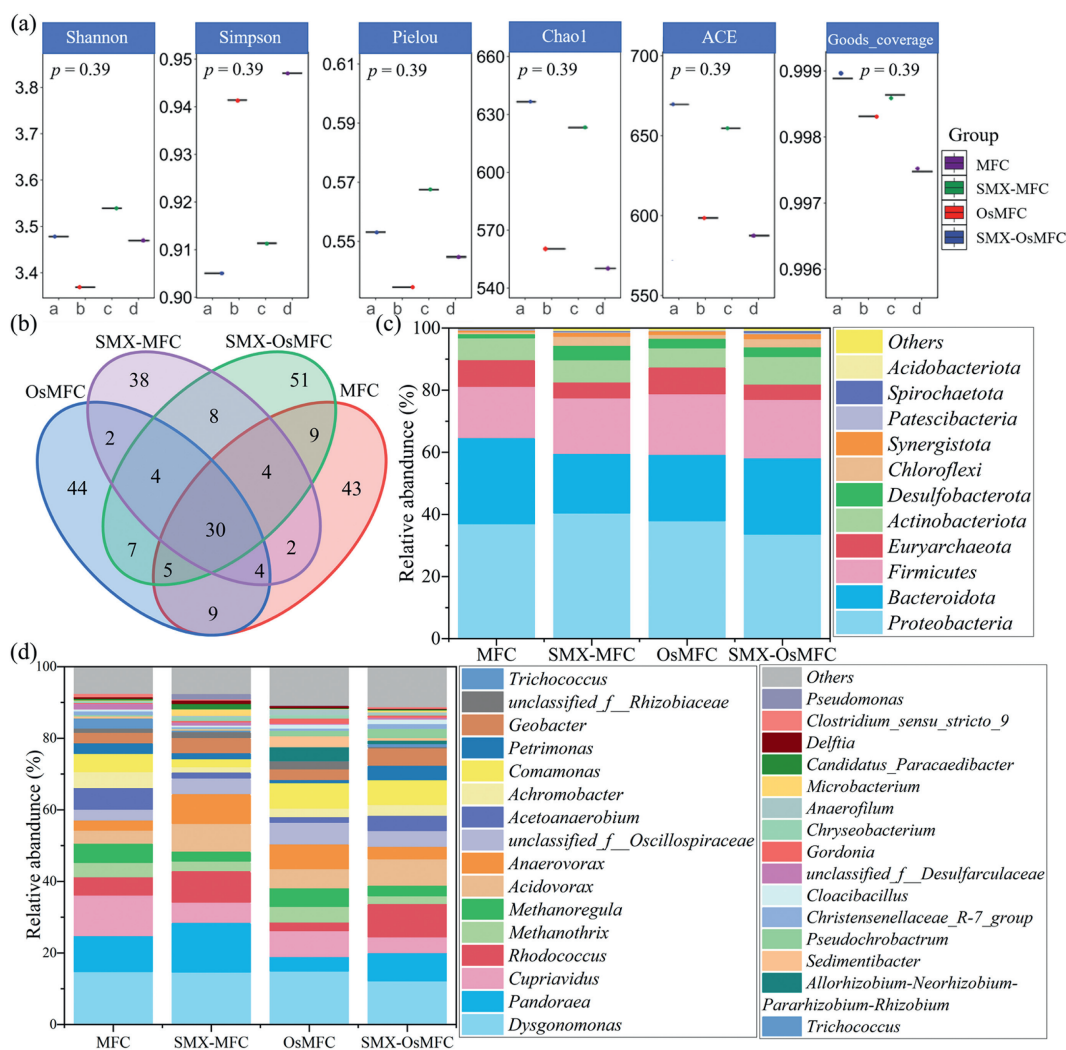 (a)
Shannon
Simpson
Pielou
Chao1
ACE
Goods_coverage
p = 0.39
3.8
3.7
3.6
3.5
3.4
a b c d
p = 0.39
0.95
0.94
0.93
0.92
0.91
0.90
a b c d
p = 0.39
0.61
0.59
0.57
0.55
a b c d
p = 0.39
660
630
600
570
540
a b c d
p = 0.39
700
650
600
550
a b c d
p = 0.39
0.999
0.998
0.997
0.996
a b c d
Group
MFC
SMX-MFC
OsMFC
SMX-OsMFC
(b)
SMX-MFC
SMX-OsMFC
OsMFC
MFC
38
51
8
2
9
44
4
4
43
30
7
2
5
4
9
(c)
Relative abundance (%)
100
80
60
40
20
0
MFC
SMX-MFC
OsMFC
SMX-OsMFC
Others
Acidobacteriota
Spirochaetota
Patescibacteria
Synergistota
Chloroflexi
Desulfobacterota
Actinobacteriota
Euryarchaeota
Firmicutes
Bacteroidota
Proteobacteria
(d)
Relative abundance (%)
100
80
60
40
20
0
MFC
SMX-MFC
OsMFC
SMX-OsMFC
Trichococcus
unclassified_f__Rhizobiaceae
Geobacter
Petrimonas
Comamonas
Achromobacter
Acetoanaerobium
unclassified_f__Oscillospiraceae
Anaerovorax
Acidovorax
Methanoregula
Methanothrix
Rhodococcus
Cupriavidus
Pandoraea
Dysgonomonas
Others
Pseudomonas
Clostridium_sensu_stricto_9
Delftia
Candidatus_Paracaedibacter
Microbacterium
Anaerofilum
Chryseobacterium
Gordonia
unclassified_f__Desulfarculaceae
Cloacibacillus
Christensenellaceae_R-7_group
Pseudochrobactrum
Sedimentibacter
Allorhizobium-Neorhizobium-
Pararhizobium-Rhizobium
Trichococcus